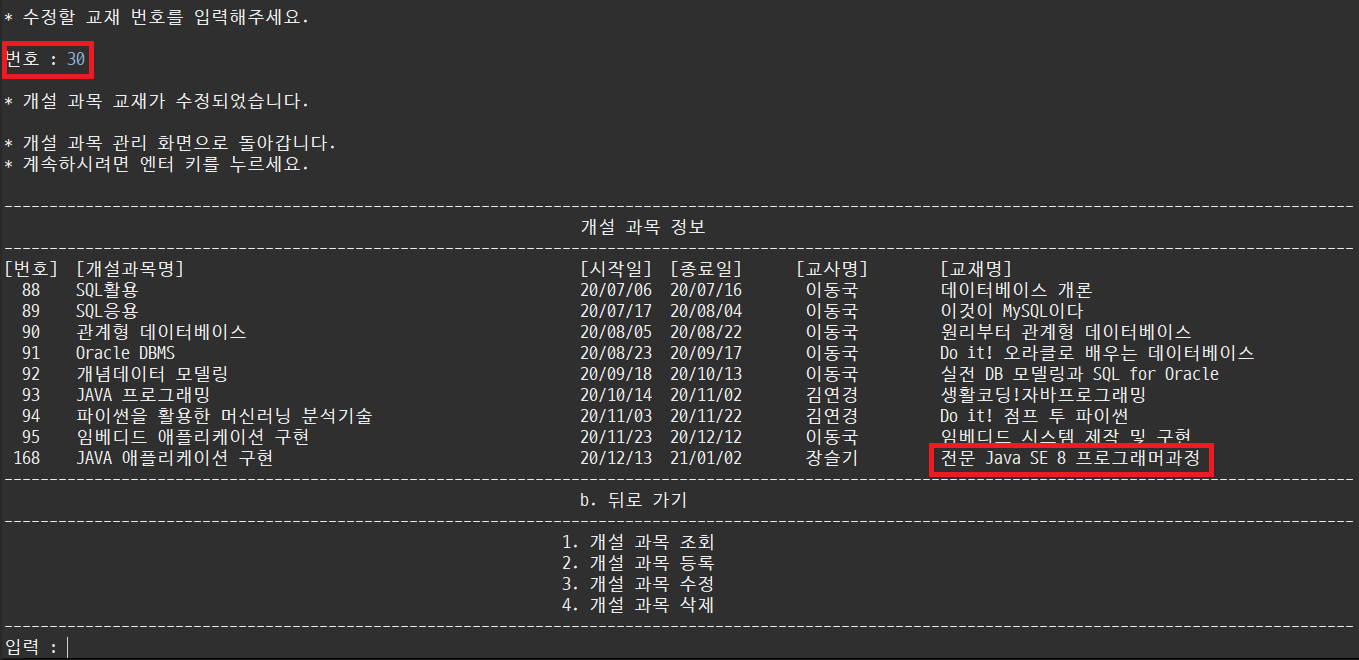 * 수정할 교재 번호를 입력해주세요.
번호 : 30
* 개설 과목 교재가 수정되었습니다.
* 개설 과목 관리 화면으로 돌아갑니다.
* 계속하시려면 엔터 키를 누르세요.
개설 과목 정보
[번호] [개설과목명] [시작일] [종료일] [교사명] [교재명]
88 SQL활용 20/07/06 20/07/16 이동국 데이터베이스 개론
89 SQL응용 20/07/17 20/08/04 이동국 이것이 MySQL이다
90 관계형 데이터베이스 20/08/05 20/08/22 이동국 원리부터 관계형 데이터베이스
91 Oracle DBMS 20/08/23 20/09/17 이동국 Do it! 오라클로 배우는 데이터베이스
92 개념데이터 모델링 20/09/18 20/10/13 이동국 실전 DB 모델링과 SQL for Oracle
93 JAVA 프로그래밍 20/10/14 20/11/02 김연경 생활코딩!자바프로그래밍
94 파이썬을 활용한 머신러닝 분석기술 20/11/03 20/11/22 김연경 Do it! 점프 투 파이썬
95 임베디드 애플리케이션 구현 20/11/23 20/12/12 이동국 임베디드 시스템 제작 및 구현
168 JAVA 애플리케이션 구현 20/12/13 21/01/02 장슬기 전문 Java SE 8 프로그래머과정
b. 뒤로 가기
1. 개설 과목 조회
2. 개설 과목 등록
3. 개설 과목 수정
4. 개설 과목 삭제
입력 :